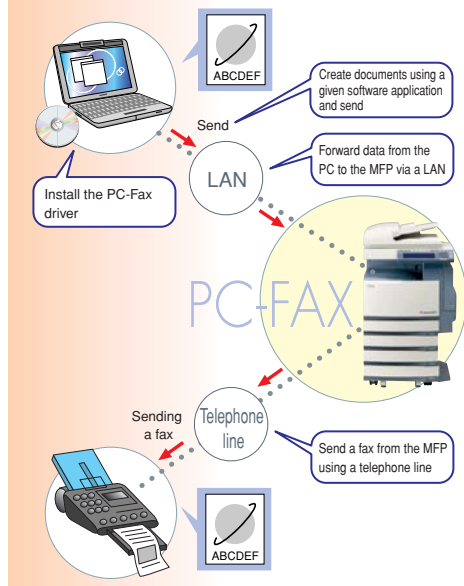 ABCDEF
Create documents using a
given software application
and send
Send
Forward data from the
PC to the MFP via a LAN
LAN
Install the PC-Fax
driver
PC-FAX
Sending
a fax
Telephone
line
Send a fax from the MFP
using a telephone line
ABCDEF